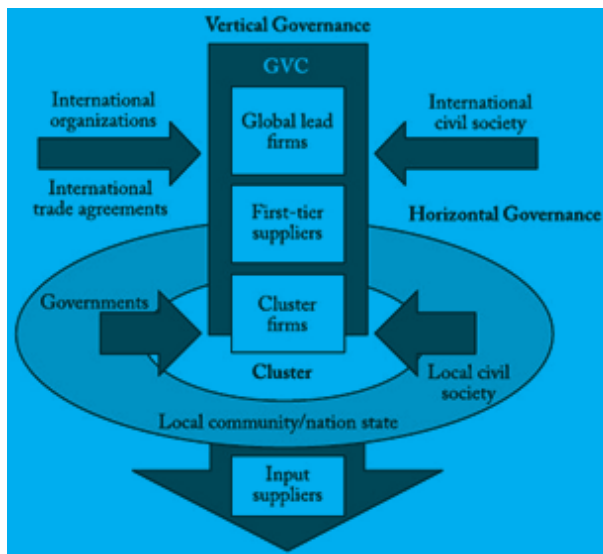 Vertical Governance
GVC
International
organizations
Global lead
firms
International
civil society
International
trade agreements
First-tier
suppliers
Horizontal Governance
Governments
Cluster
firms
Cluster
Local civil
society
Local community/nation state
Input
suppliers